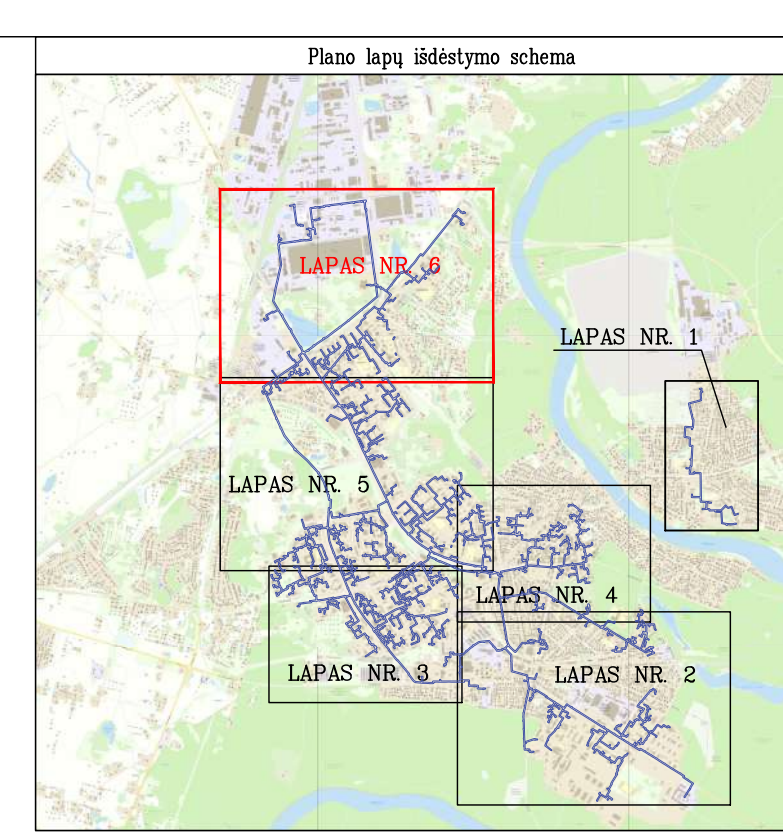 Plano lapų išdėstymo schema
LAPAS NR. 6
LAPAS NR. 1
LAPAS NR. 5
LAPAS NR. 4
LAPAS NR. 3
LAPAS NR. 2